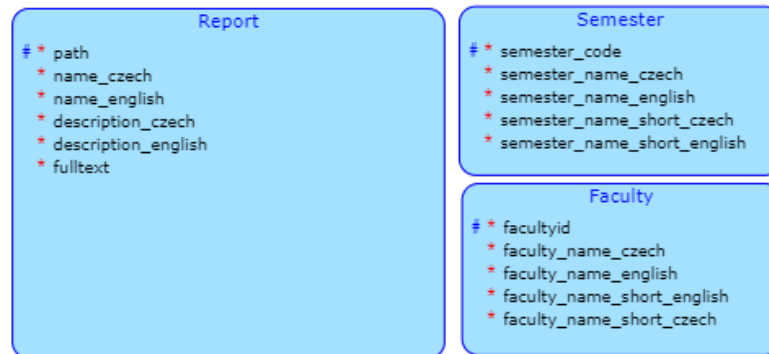 Report
# * path
* name_czech
* name_english
* description_czech
* description_english
* fulltext
Semester
# * semester_code
* semester_name_czech
* semester_name_english
* semester_name_short_czech
* semester_name_short_english
Faculty
# * facultyid
* faculty_name_czech
* faculty_name_english
* faculty_name_short_english
* faculty_name_short_czech